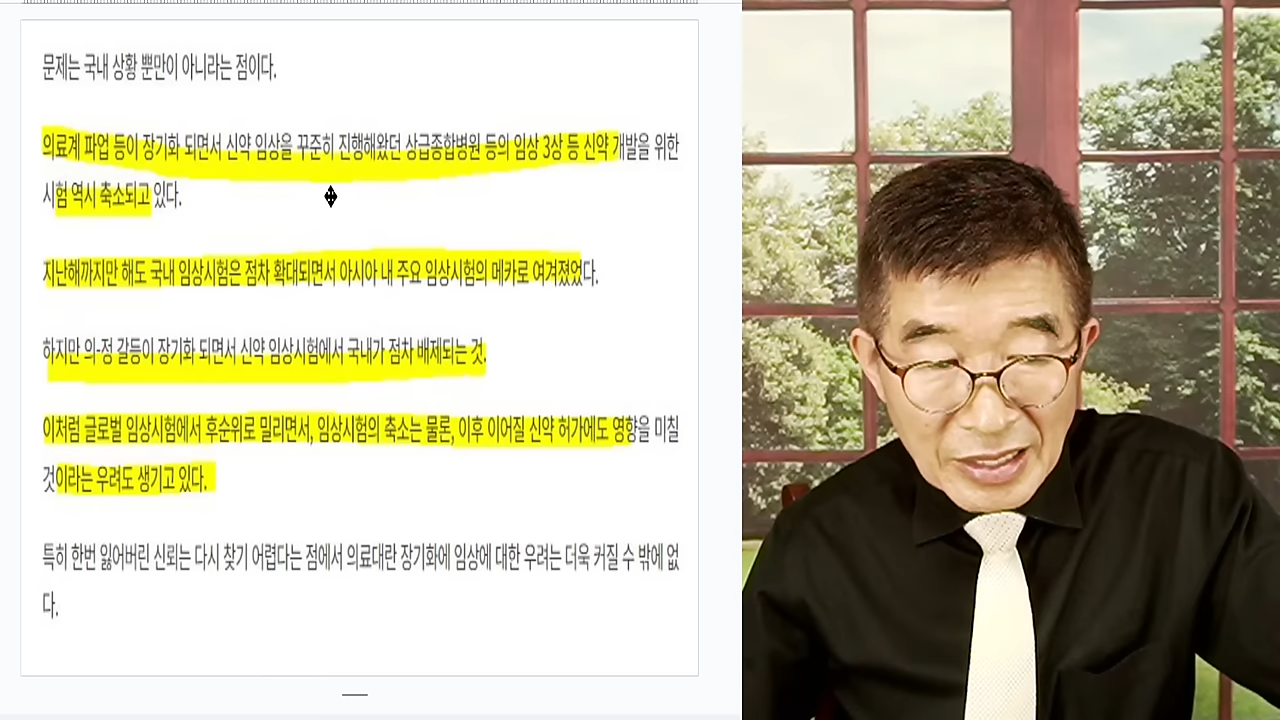 문제는 국내 상황 뿐만이 아니라는 점이다.
의료계 파업 등이 장기화 되면서 신약 임상을 꾸준히 진행해왔던 상급종합병원 등의 임상 3상 등 신약 개발을 위한
시험 역시 축소되고 있다.
지난해까지만 해도 국내 임상시험은 점차 확대되면서 아시아 내 주요 임상시험의 메카로 여겨졌었다.
하지만 의-정 갈등이 장기화 되면서 신약 임상시험에서 국내가 점차 배제되는 것.
이처럼 글로벌 임상시험에서 후순위로 밀리면서, 임상시험의 축소는 물론, 이후 이어질 신약 허가에도 영향을 미칠
것이라는 우려도 생기고 있다.
특히 한번 잃어버린 신뢰는 다시 찾기 어렵다는 점에서 의료대란 장기화에 임상에 대한 우려는 더욱 커질 수 밖에 없
다.